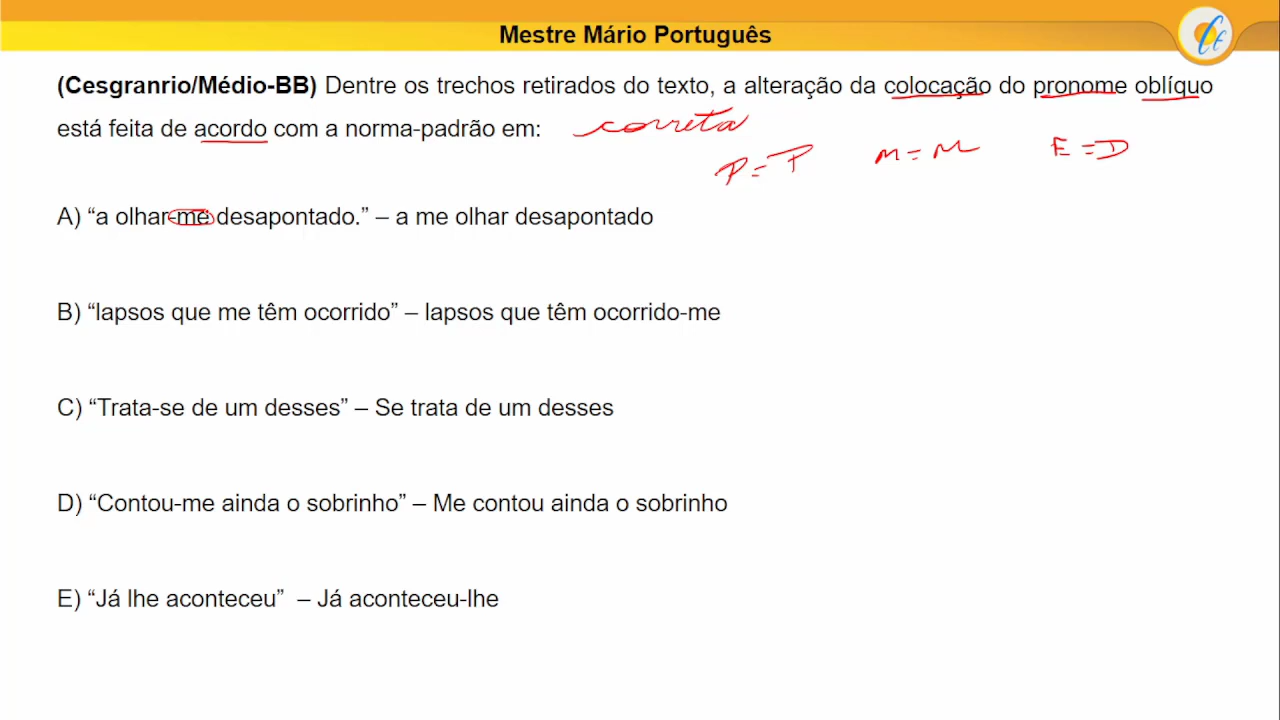 Mestre Mário Português
(Cesgranrio/Médio-BB) Dentre os trechos retirados do texto, a alteração da colocação do pronome oblíquo
está feita de acordo com a norma-padrão em: correta
P = P M = M E = D
A) “a olhar-me desapontado.” – a me olhar desapontado
B) “lapsos que me têm ocorrido” – lapsos que têm ocorrido-me
C) “Trata-se de um desses” – Se trata de um desses
D) “Contou-me ainda o sobrinho” – Me contou ainda o sobrinho
E) “Já lhe aconteceu” – Já aconteceu-lhe